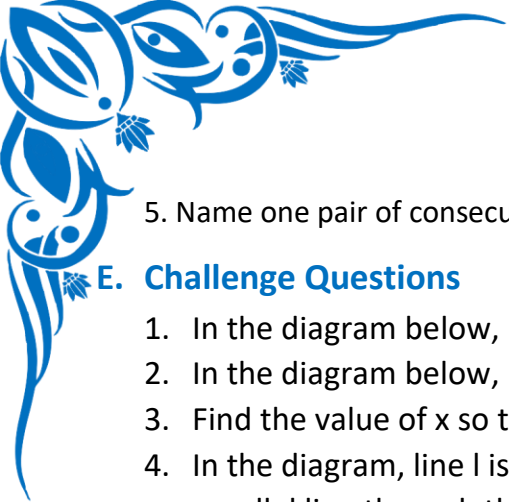 5. Name one pair of
E. Challenge Questions
1. In the diagram below,
2. In the diagram below,
3. Find the value of x so
4. In the diagram, line l is